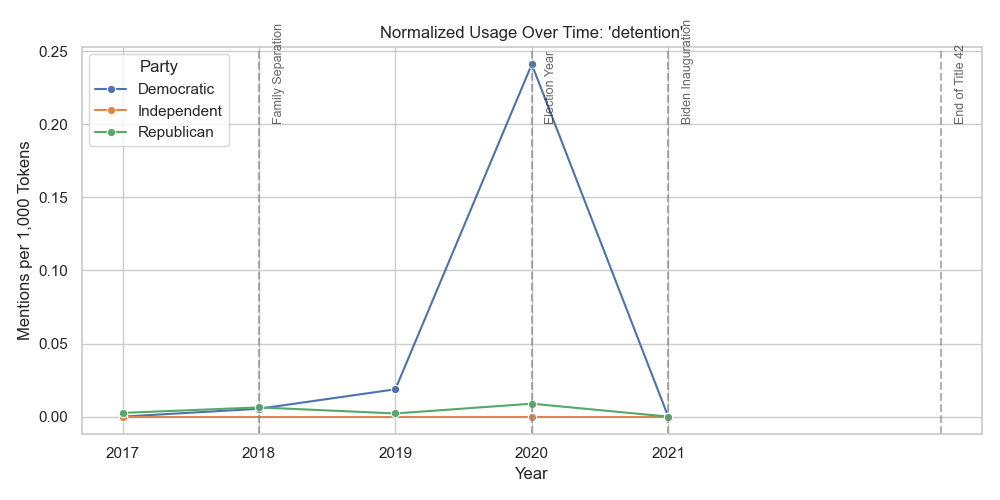 Normalized Usage Over Time: 'detention'
Mentions per 1,000 Tokens
0.25
0.20
0.15
0.10
0.05
0.00
Party
Democratic
Independent
Republican
Family Separation
Election Year
Biden Inauguration
End of Title 42
2017
2018
2019
2020
2021
Year